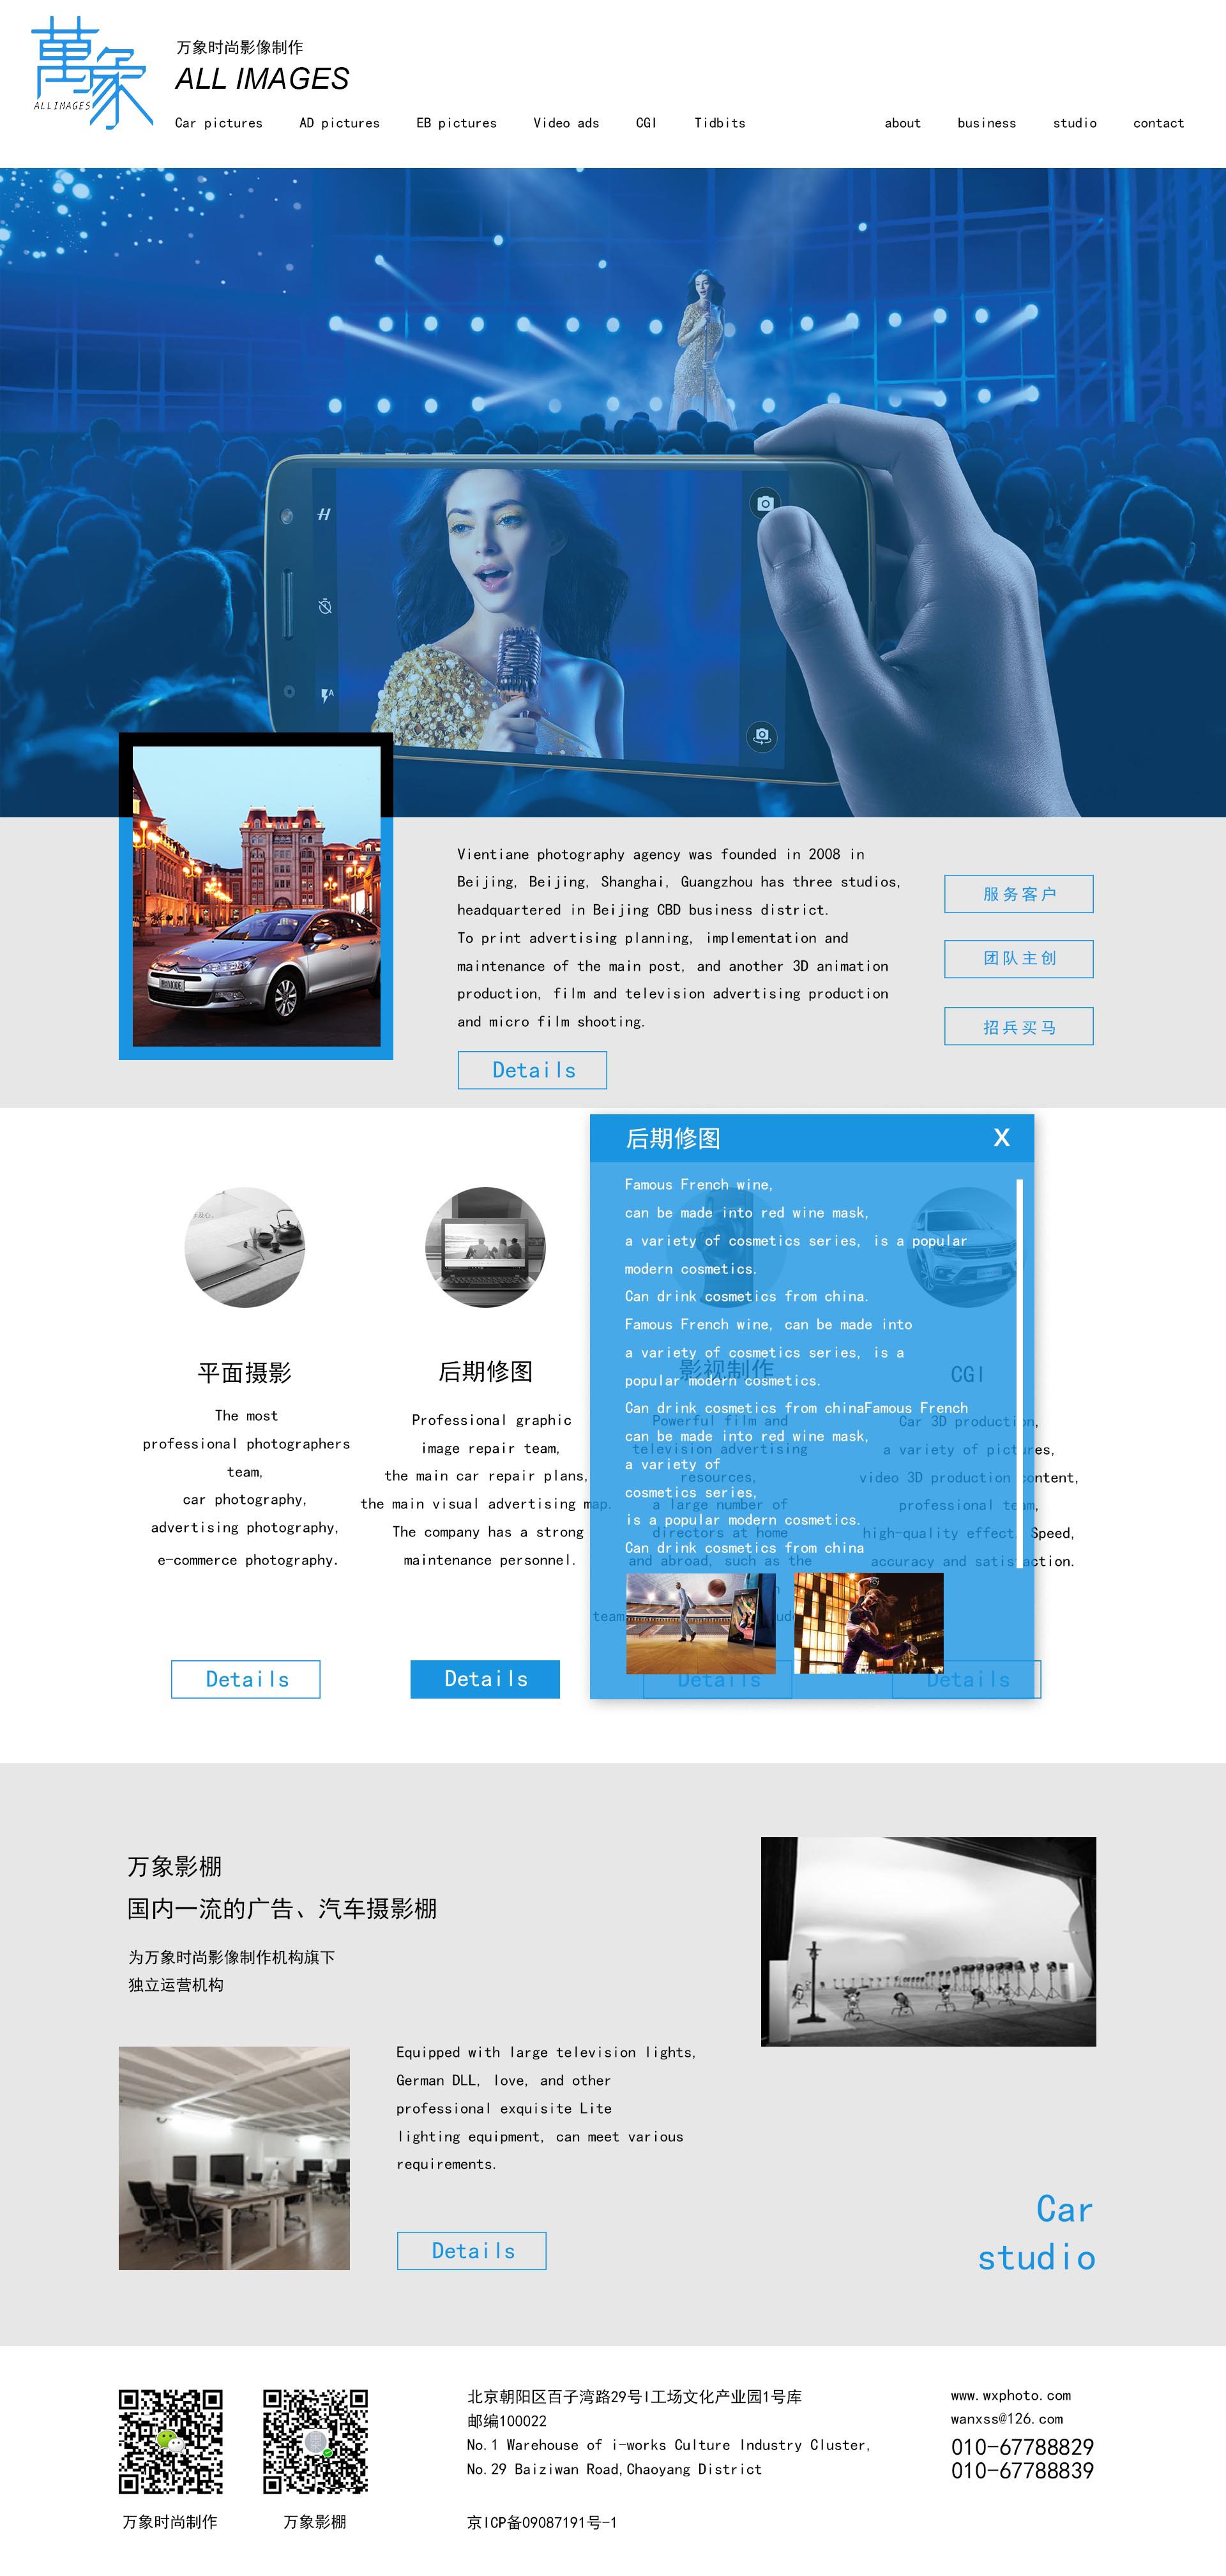 萬象
ALLIMAGES
万象时尚影像制作
ALL IMAGES
Car pictures AD pictures EB pictures Video ads CGI Tidbits about business studio contact
Vientiane photography agency was founded in 2008 in
Beijing, Beijing, Shanghai, Guangzhou has three studios,
headquartered in Beijing CBD business district.
To print advertising planning, implementation and
maintenance of the main post, and another 3D animation
production, film and television advertising production
and micro film shooting.
Details
服务客户
团队主创
招兵买马
平面摄影
The most
professional photographers
team,
car photography,
advertising photography,
e-commerce photography.
Details
后期修图
Professional graphic
image repair team,
the main car repair plans,
the main visual advertising map.
The company has a strong
maintenance personnel.
Details
后期修图 X
Famous French wine,
can be made into red wine mask,
a variety of cosmetics series, is a popular
modern cosmetics.
Can drink cosmetics from china.
Famous French wine, can be made into
a variety of cosmetics series, is a
popular modern cosmetics.
Can drink cosmetics from chinaFamous French
can be made into red wine mask,
a variety of
cosmetics series,
is a popular modern cosmetics.
Can drink cosmetics from china
影视制作
Powerful film and
television advertising
resources,
a large number of
directors at home
and abroad, such as the
team
Details
CGI
Car 3D production,
a variety of pictures,
video 3D production content,
professional team,
high-quality effect. Speed,
accuracy and satisfaction.
Details
万象影棚
国内一流的广告、汽车摄影棚
为万象时尚影像制作机构旗下
独立运营机构
Equipped with large television lights,
German DLL, love, and other
professional exquisite Lite
lighting equipment, can meet various
requirements.
Details
Car
studio
万象时尚制作
万象影棚
北京朝阳区百子湾路29号I工场文化产业园1号库
邮编100022
No.1 Warehouse of i-works Culture Industry Cluster,
No.29 Baiziwan Road,Chaoyang District
京ICP备09087191号-1
www.wxphoto.com
wanxss@126.com
010-67788829
010-67788839